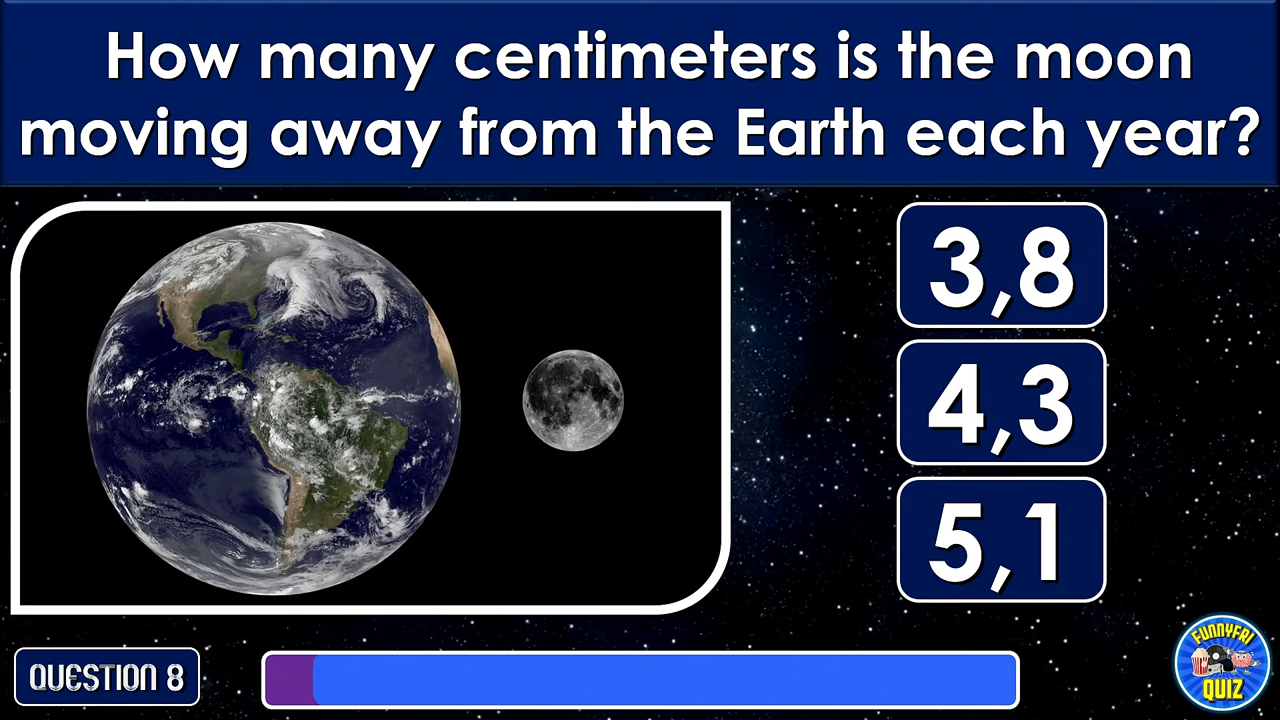 How many centimeters is the moon
moving away from the Earth each year?
3,8
4,3
5,1
QUESTION 8
FUNNYFRI
QUIZ